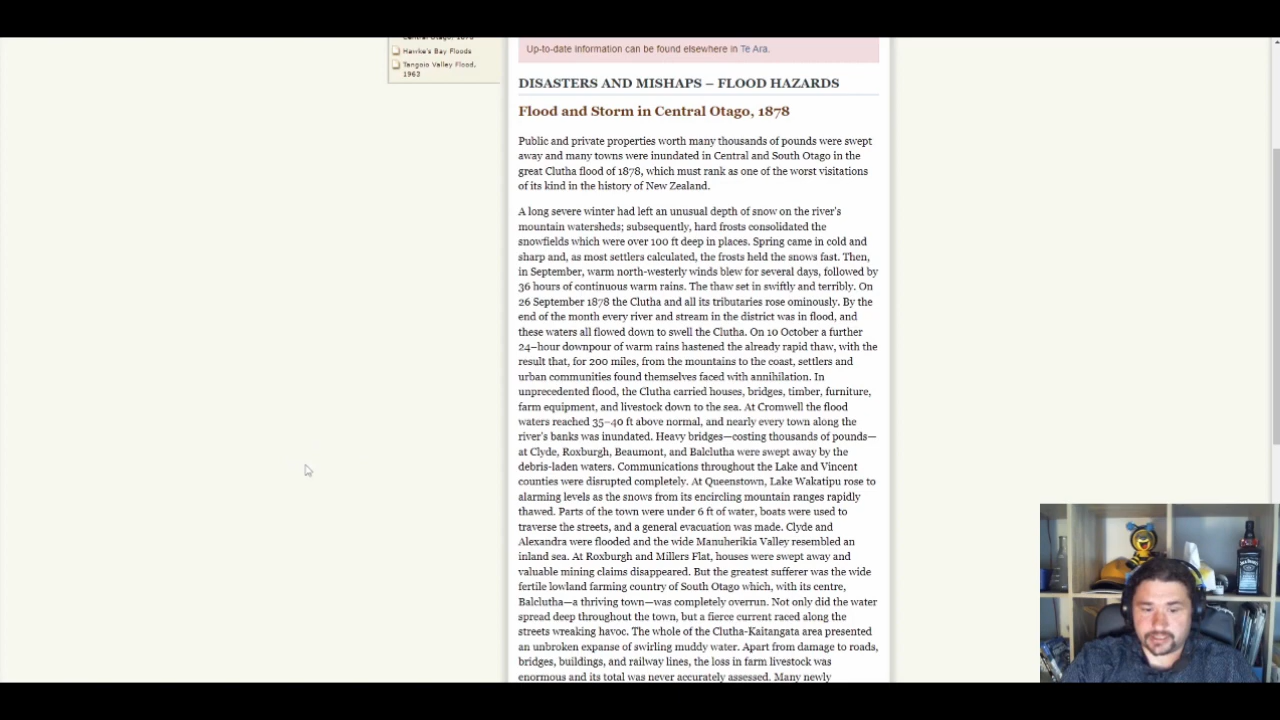 Central Otago, 1878
Hawke's Bay Floods
Tangoio Valley Flood,
1963
Up-to-date information can be found elsewhere in Te Ara.
DISASTERS AND MISHAPS – FLOOD HAZARDS
Flood and Storm in Central Otago, 1878
Public and private properties worth many thousands of pounds were swept
away and many towns were inundated in Central and South Otago in the
great Clutha flood of 1878, which must rank as one of the worst visitations
of its kind in the history of New Zealand.
A long severe winter had left an unusual depth of snow on the river's
mountain watersheds; subsequently, hard frosts consolidated the
snowfields which were over 100 ft deep in places. Spring came in cold and
sharp and, as most settlers calculated, the frosts held the snows fast. Then,
in September, warm north-westerly winds blew for several days, followed by
36 hours of continuous warm rains. The thaw set in swiftly and terribly. On
26 September 1878 the Clutha and all its tributaries rose ominously. By the
end of the month every river and stream in the district was in flood, and
these waters all flowed down to swell the Clutha. On 10 October a further
24–hour downpour of warm rains hastened the already rapid thaw, with the
result that, for 200 miles, from the mountains to the coast, settlers and
urban communities found themselves faced with annihilation. In
unprecedented flood, the Clutha carried houses, bridges, timber, furniture,
farm equipment, and livestock down to the sea. At Cromwell the flood
waters reached 35–40 ft above normal, and nearly every town along the
river's banks was inundated. Heavy bridges—costing thousands of pounds—
at Clyde, Roxburgh, Beaumont, and Balclutha were swept away by the
debris-laden waters. Communications throughout the Lake and Vincent
counties were disrupted completely. At Queenstown, Lake Wakatipu rose to
alarming levels as the snows from its encircling mountain ranges rapidly
thawed. Parts of the town were under 6 ft of water, boats were used to
traverse the streets, and a general evacuation was made. Clyde and
Alexandra were flooded and the wide Manuherikia Valley resembled an
inland sea. At Roxburgh and Millers Flat, houses were swept away and
valuable mining claims disappeared. But the greatest sufferer was the wide
fertile lowland farming country of South Otago which, with its centre,
Balclutha—a thriving town—was completely overrun. Not only did the water
spread deep throughout the town, but a fierce current raced along the
streets wreaking havoc. The whole of the Clutha-Kaitangata area presented
an unbroken expanse of swirling muddy water. Apart from damage to roads,
bridges, buildings, and railway lines, the loss in farm livestock was
enormous and its total was never accurately assessed. Many newly